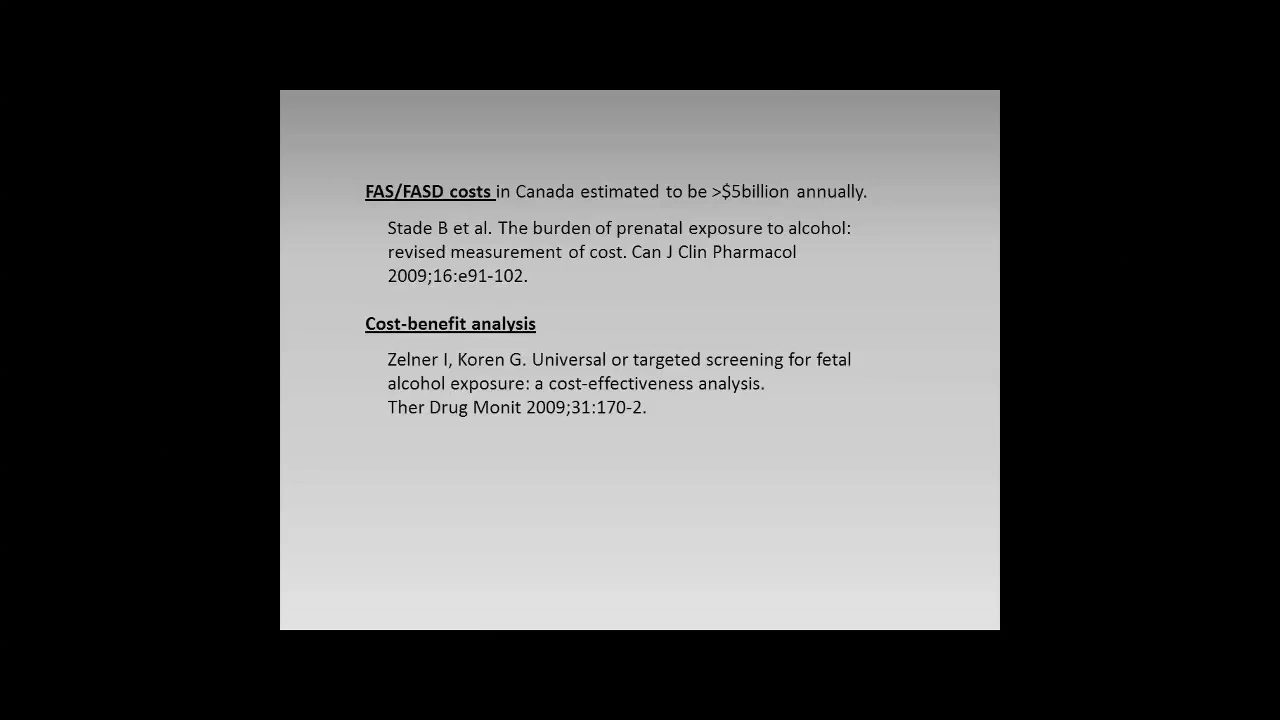 FAS/FASD costs in Canada estimated to be >$5billion annually.
Stade B et al. The burden of prenatal exposure to alcohol:
revised measurement of cost. Can J Clin Pharmacol
2009;16:e91-102.
Cost-benefit analysis
Zelner I, Koren G. Universal or targeted screening for fetal
alcohol exposure: a cost-effectiveness analysis.
Ther Drug Monit 2009;31:170-2.